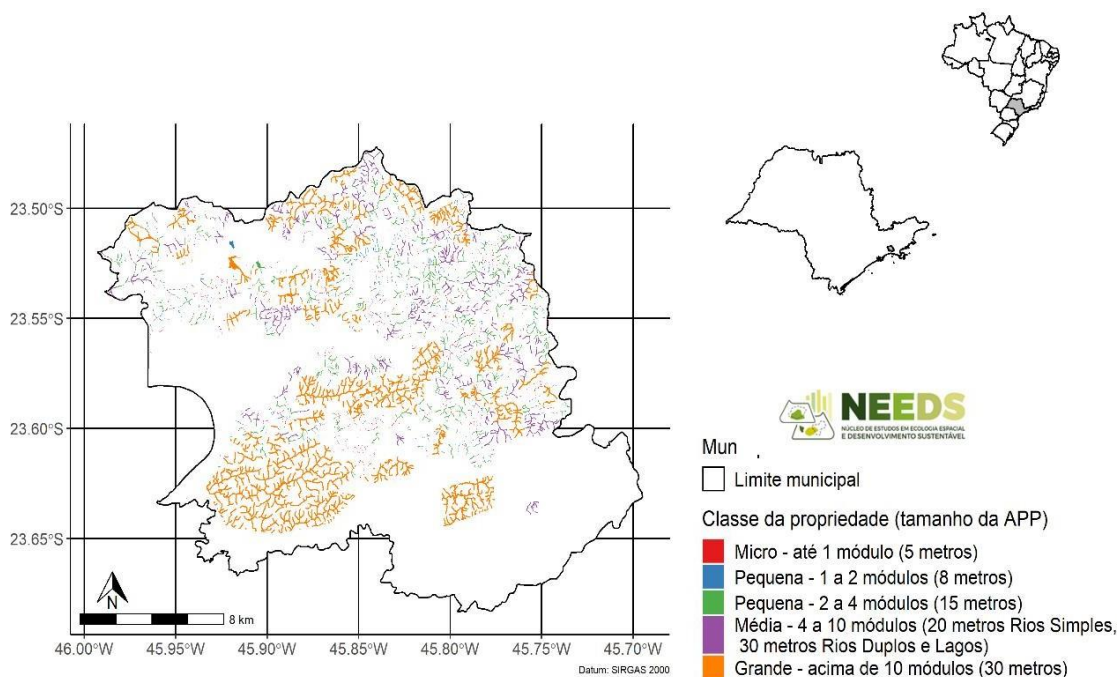 23.50°S
23.55°S
23.60°S
23.65°S
N
8 km
46.00°W 45.95°W 45.90°W 45.85°W 45.80°W 45.75°W 45.70°W
Datum: SIRGAS 2000
NEEDS
NÚCLEO DE ESTUDOS EM ECOLOGIA ESPACIAL
E DESENVOLVIMENTO SUSTENTÁVEL
Mun
Limite municipal
Classe da propriedade (tamanho da APP)
Micro - até 1 módulo (5 metros)
Pequena - 1 a 2 módulos (8 metros)
Pequena - 2 a 4 módulos (15 metros)
Média - 4 a 10 módulos (20 metros Rios Simples,
30 metros Rios Duplos e Lagos)
Grande - acima de 10 módulos (30 metros)